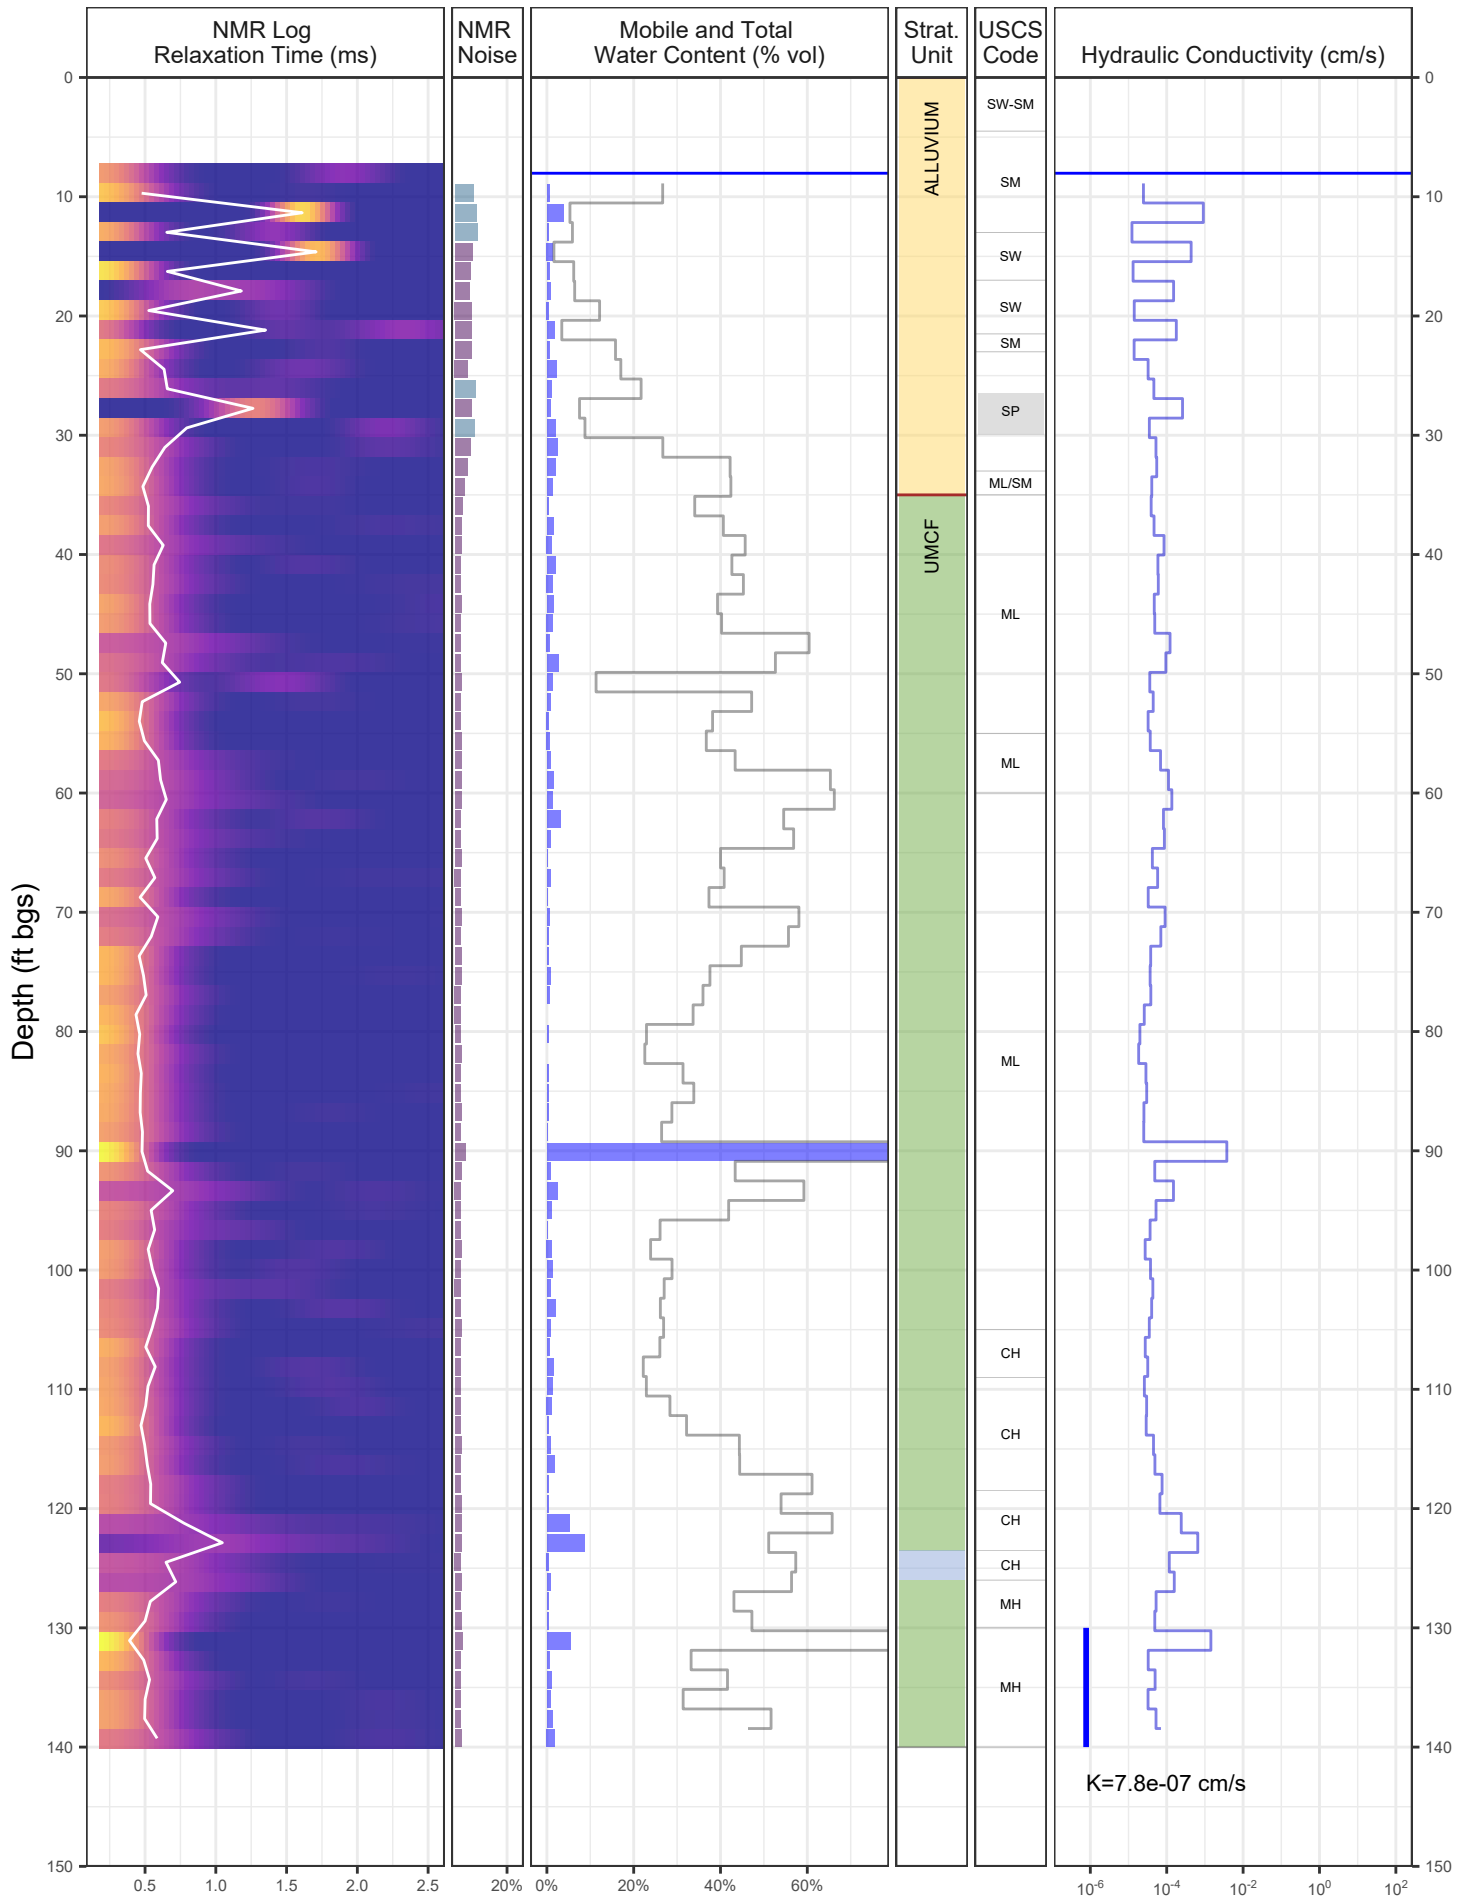 NMR Log
Relaxation Time (ms)
NMR
Noise
Mobile and Total
Water Content (% vol)
Strat.
Unit
USCS
Code
Hydraulic Conductivity (cm/s)
Depth (ft bgs)
0
10
20
30
40
50
60
70
80
90
100
110
120
130
140
150
ALLUVIUM
UMCF
SW-SM
SM
SW
SW
SM
SP
ML/SM
ML
ML
ML
CH
CH
CH
CH
MH
MH
K=7.8e-07 cm/s
0
10
20
30
40
50
60
70
80
90
100
110
120
130
140
150
0.5 1.0 1.5 2.0 2.5
20%
0% 20% 40% 60%
10⁻⁶ 10⁻⁴ 10⁻² 10⁰ 10²